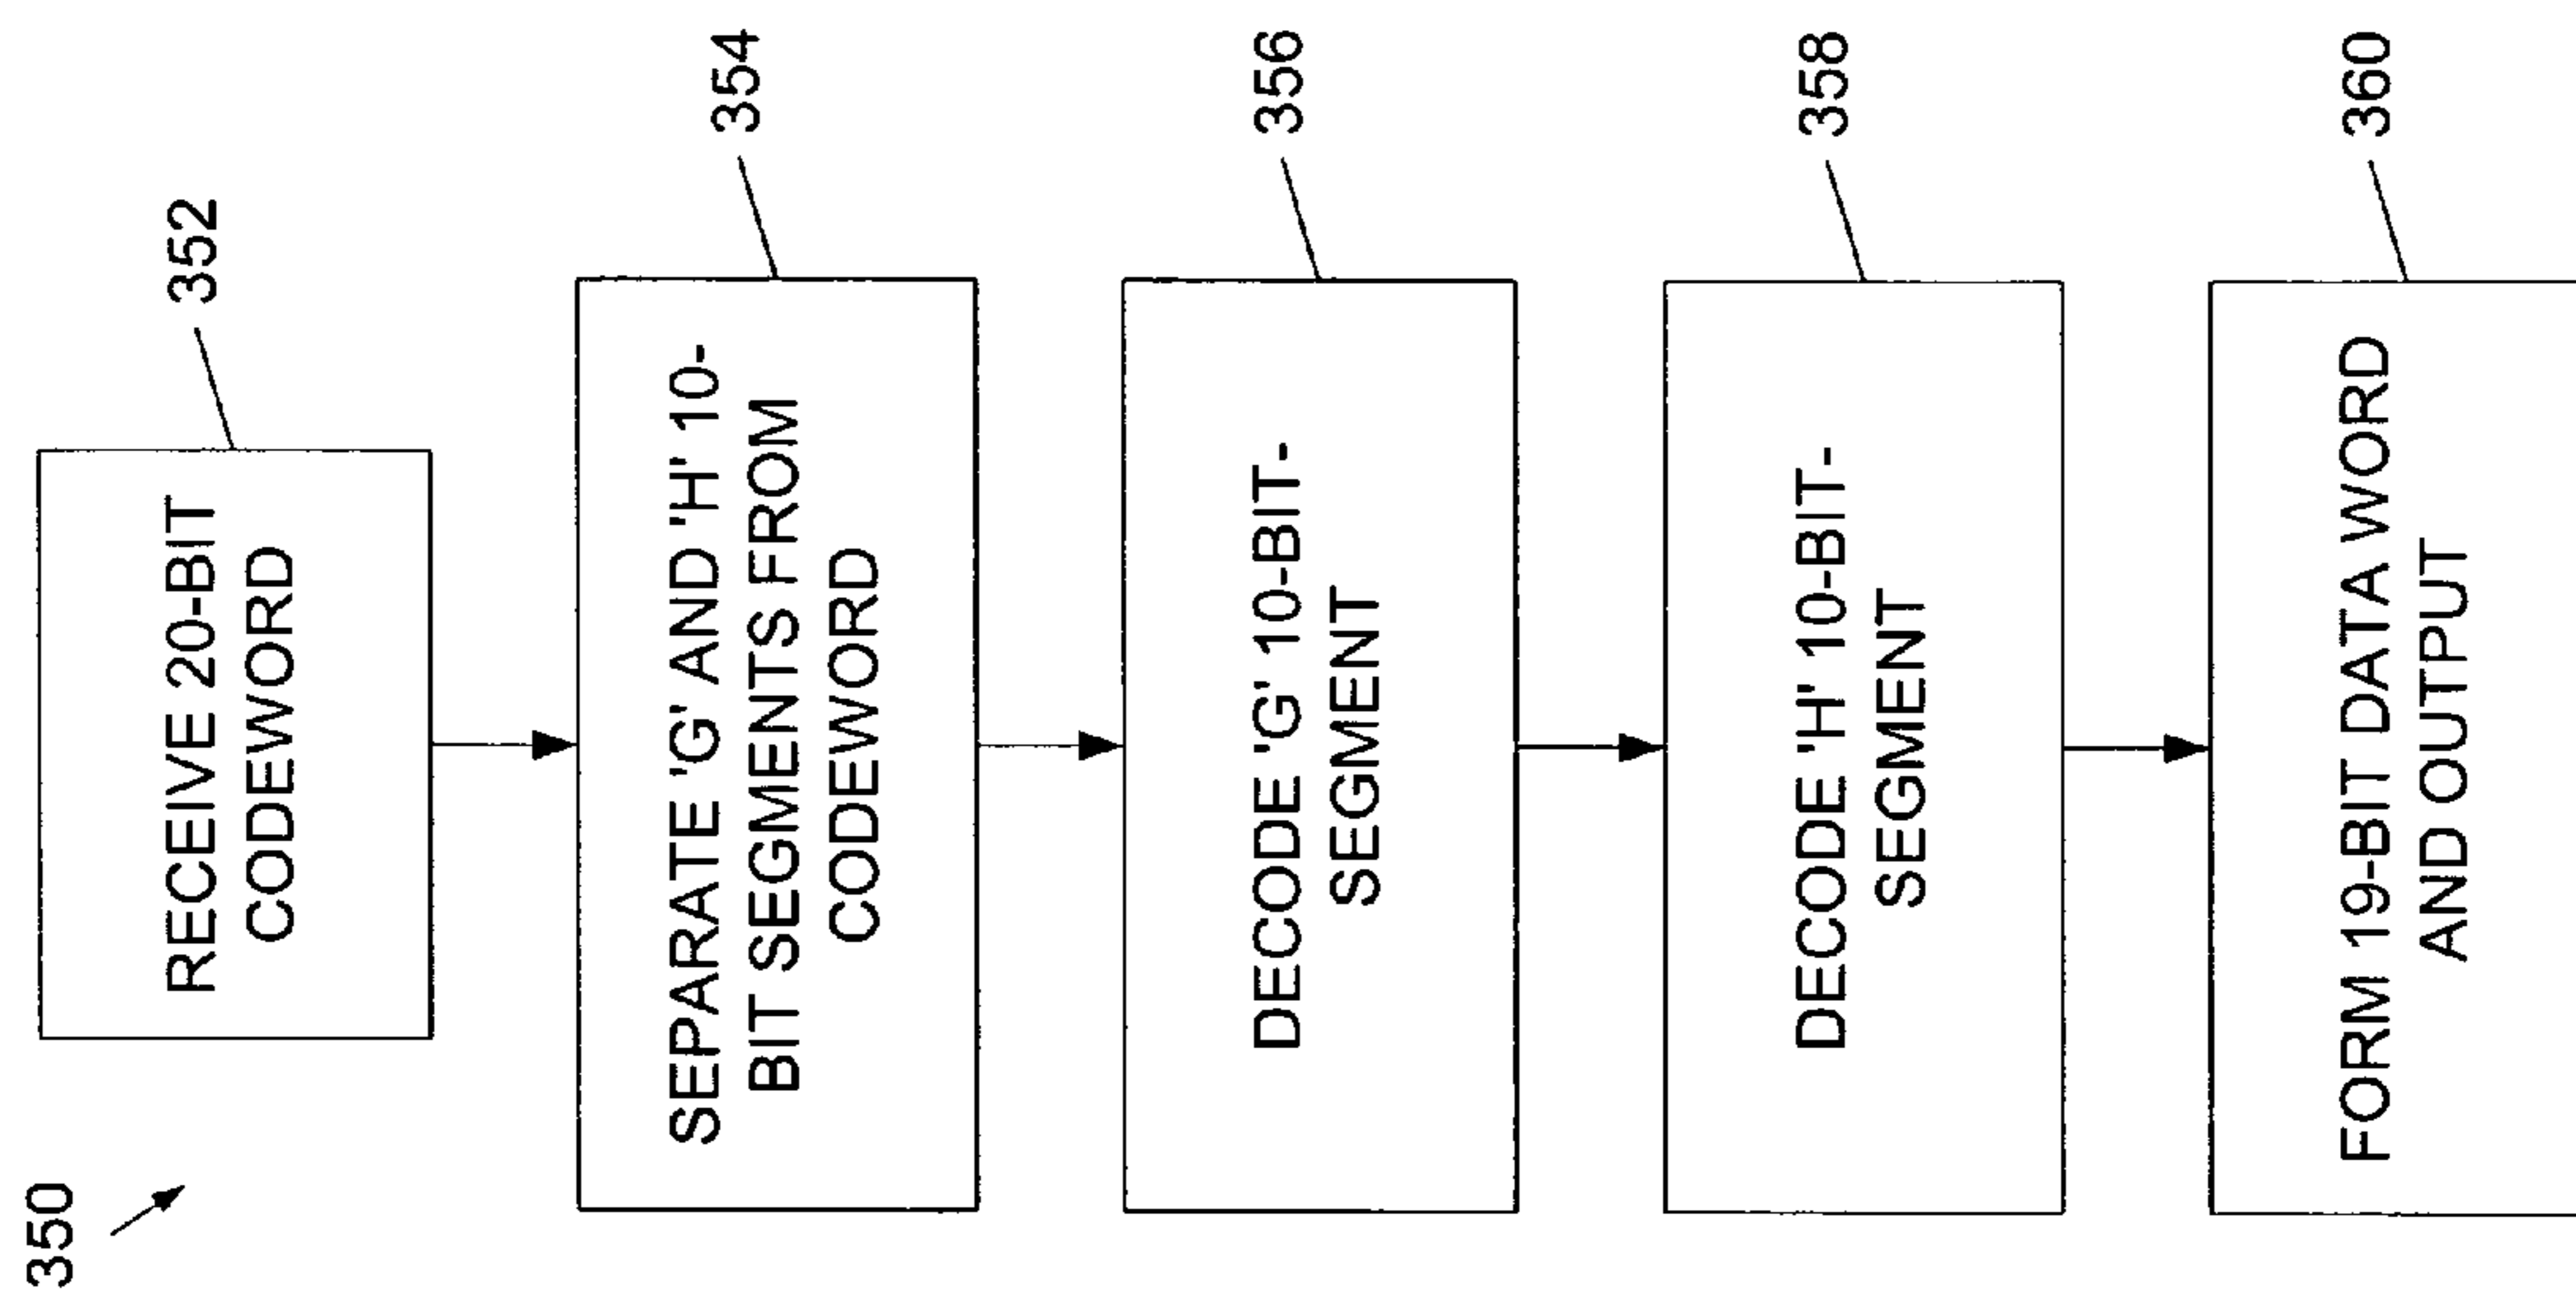 350
RECEIVE 20-BIT
CODEWORD
352
SEPARATE 'G' AND 'H' 10-
BIT SEGMENTS FROM
CODEWORD
354
DECODE 'G' 10-BIT-
SEGMENT
356
DECODE 'H' 10-BIT-
SEGMENT
358
FORM 19-BIT DATA WORD
AND OUTPUT
360